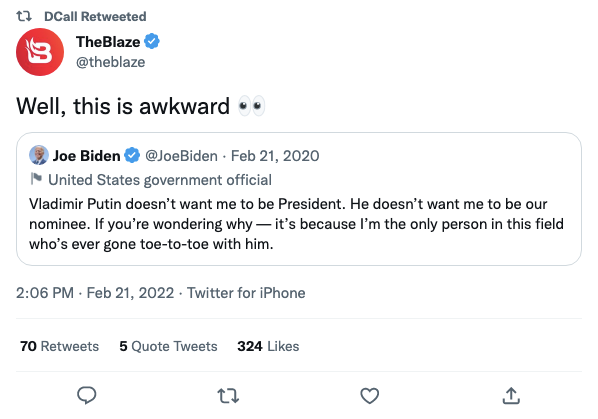 DCall Retweeted
TheBlaze
@theblaze
Well, this is awkward 👀
Joe Biden @JoeBiden · Feb 21, 2020
United States government official
Vladimir Putin doesn’t want me to be President. He doesn’t want me to be our
nominee. If you’re wondering why — it’s because I’m the only person in this field
who’s ever gone toe-to-toe with him.
2:06 PM · Feb 21, 2022 · Twitter for iPhone
70 Retweets 5 Quote Tweets 324 Likes